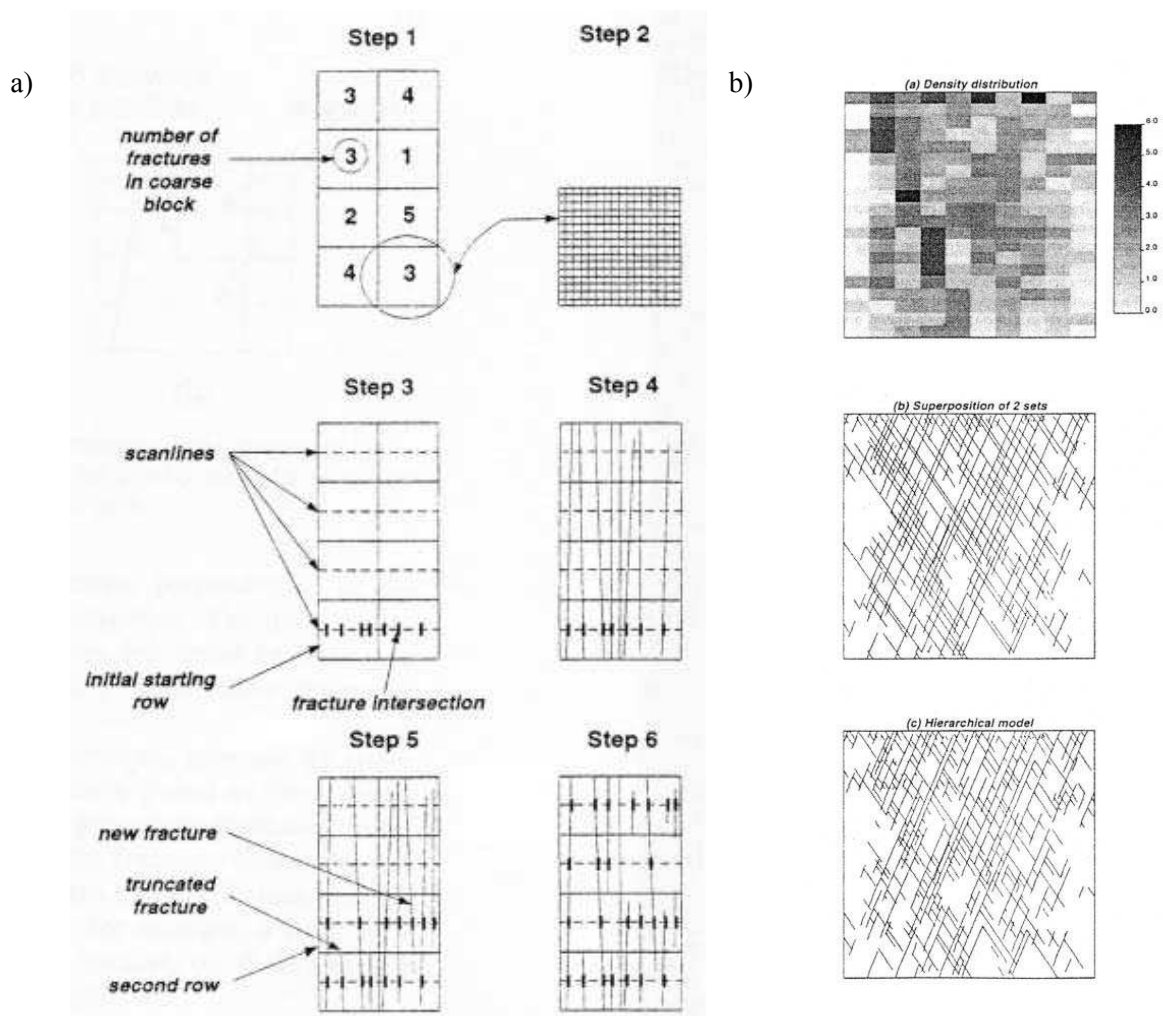 a)
Step 1
Step 2
3 4
number of
fractures
in coarse
block
3 1
2 5
4 3
Step 3
Step 4
scanlines
initial starting
row
fracture intersection
Step 5
Step 6
new fracture
truncated
fracture
second row
b)
(a) Density distribution
6.0
5.0
4.0
3.0
2.0
1.0
0.0
(b) Superposition of 2 sets
(c) Hierarchical model